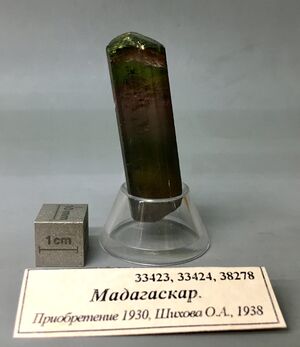 1cm
33423, 33424, 38278
Мадагаскар.
Приобретение 1930, Шихова О.А., 1938